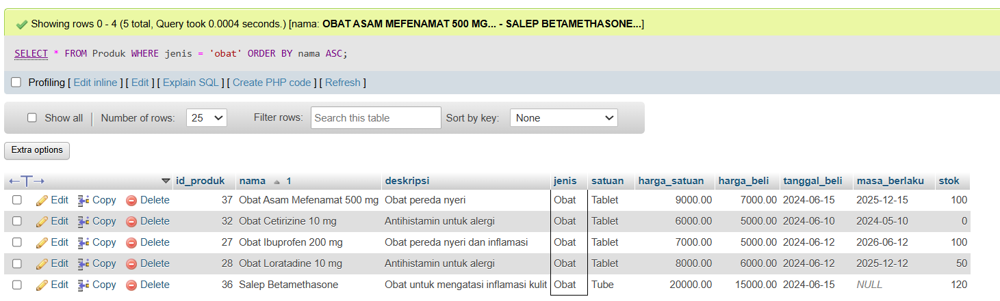 Showing rows 0 - 4 (5 total, Query took 0.0004 seconds.) [nama: OBAT ASAM MEFENAMAT 500 MG... - SALEP BETAMETHASONE...]
SELECT * FROM Produk WHERE jenis = 'obat' ORDER BY nama ASC;
Profiling [ Edit inline ] [ Edit ] [ Explain SQL ] [ Create PHP code ] [ Refresh ]
Show all | Number of rows: 25 Filter rows: Search this table Sort by key: None
Extra options
id_produk nama 1 deskripsi jenis satuan harga_satuan harga_beli tanggal_beli masa_berlaku stok
Edit Copy Delete 37 Obat Asam Mefenamat 500 mg Obat pereda nyeri Obat Tablet 9000.00 7000.00 2024-06-15 2025-12-15 100
Edit Copy Delete 32 Obat Cetirizine 10 mg Antihistamin untuk alergi Obat Tablet 6000.00 5000.00 2024-06-10 2024-05-10 0
Edit Copy Delete 27 Obat Ibuprofen 200 mg Obat pereda nyeri dan inflamasi Obat Tablet 7000.00 5000.00 2024-06-12 2026-06-12 100
Edit Copy Delete 28 Obat Loratadine 10 mg Antihistamin untuk alergi Obat Tablet 8000.00 6000.00 2024-06-12 2025-12-12 50
Edit Copy Delete 36 Salep Betamethasone Obat untuk mengatasi inflamasi kulit Obat Tube 20000.00 15000.00 2024-06-15 NULL 120